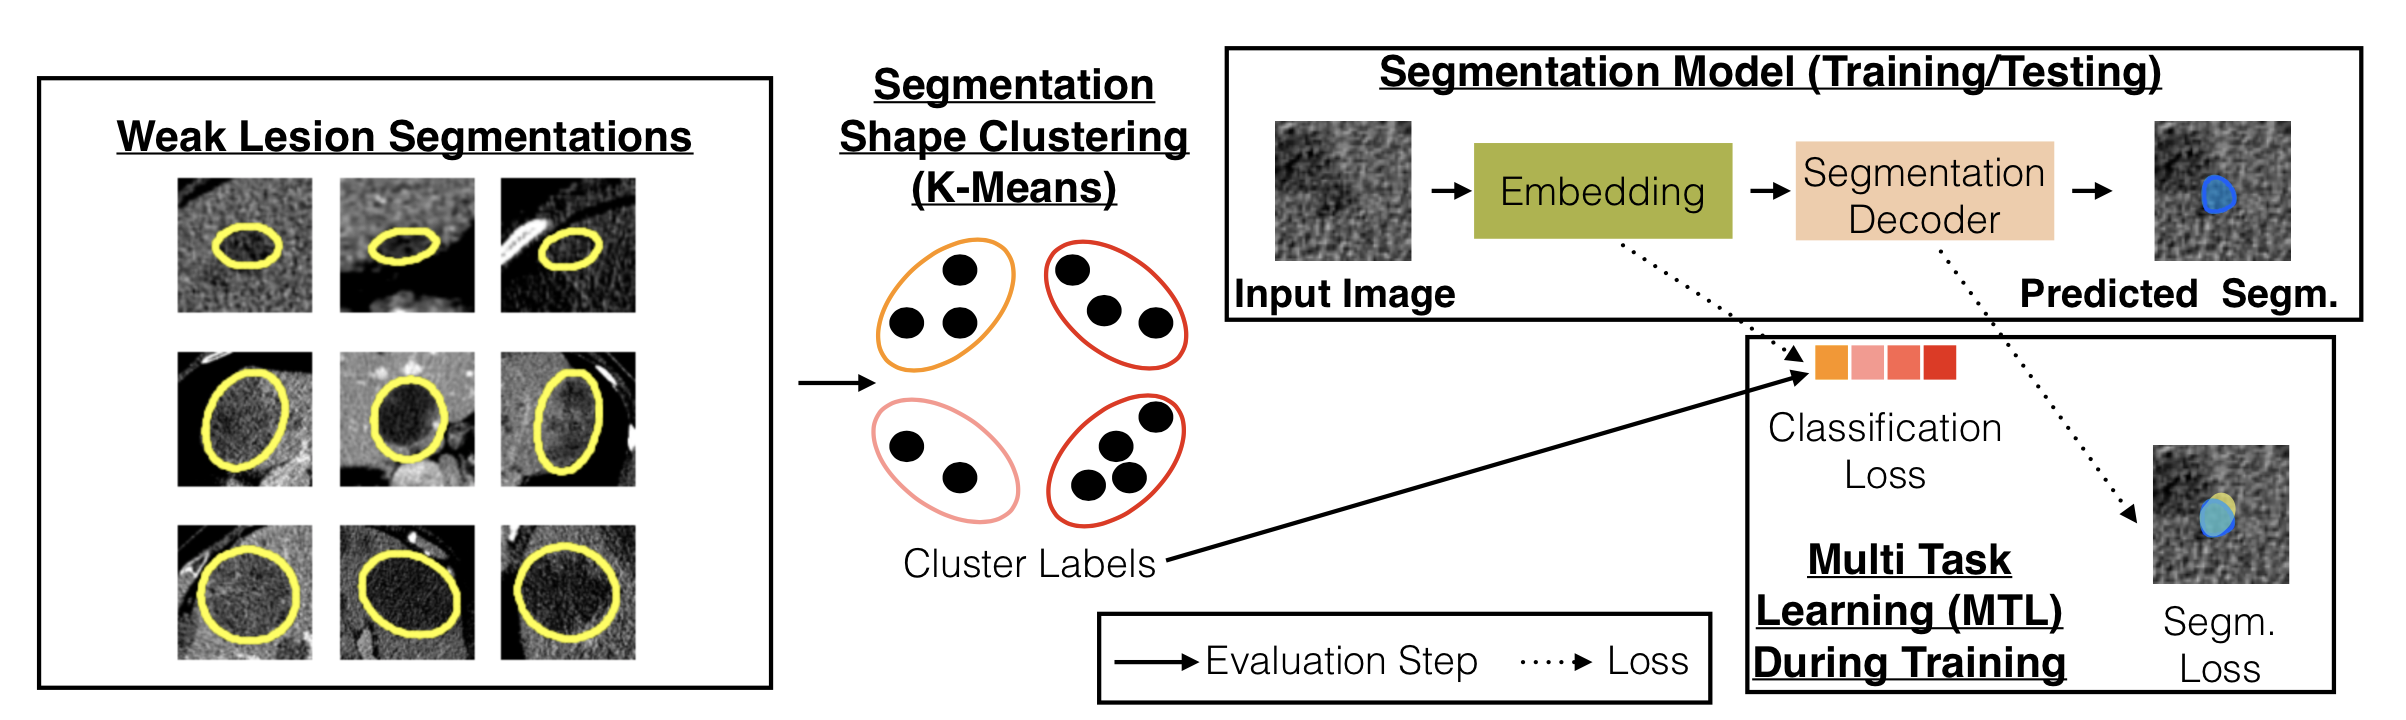 Weak Lesion Segmentations
Segmentation
Shape Clustering
(K-Means)
Cluster Labels
Segmentation Model (Training/Testing)
Embedding
Segmentation
Decoder
Input Image
Predicted Segm.
Classification
Loss
Multi Task
Learning (MTL)
During Training
Segm.
Loss
Evaluation Step
Loss